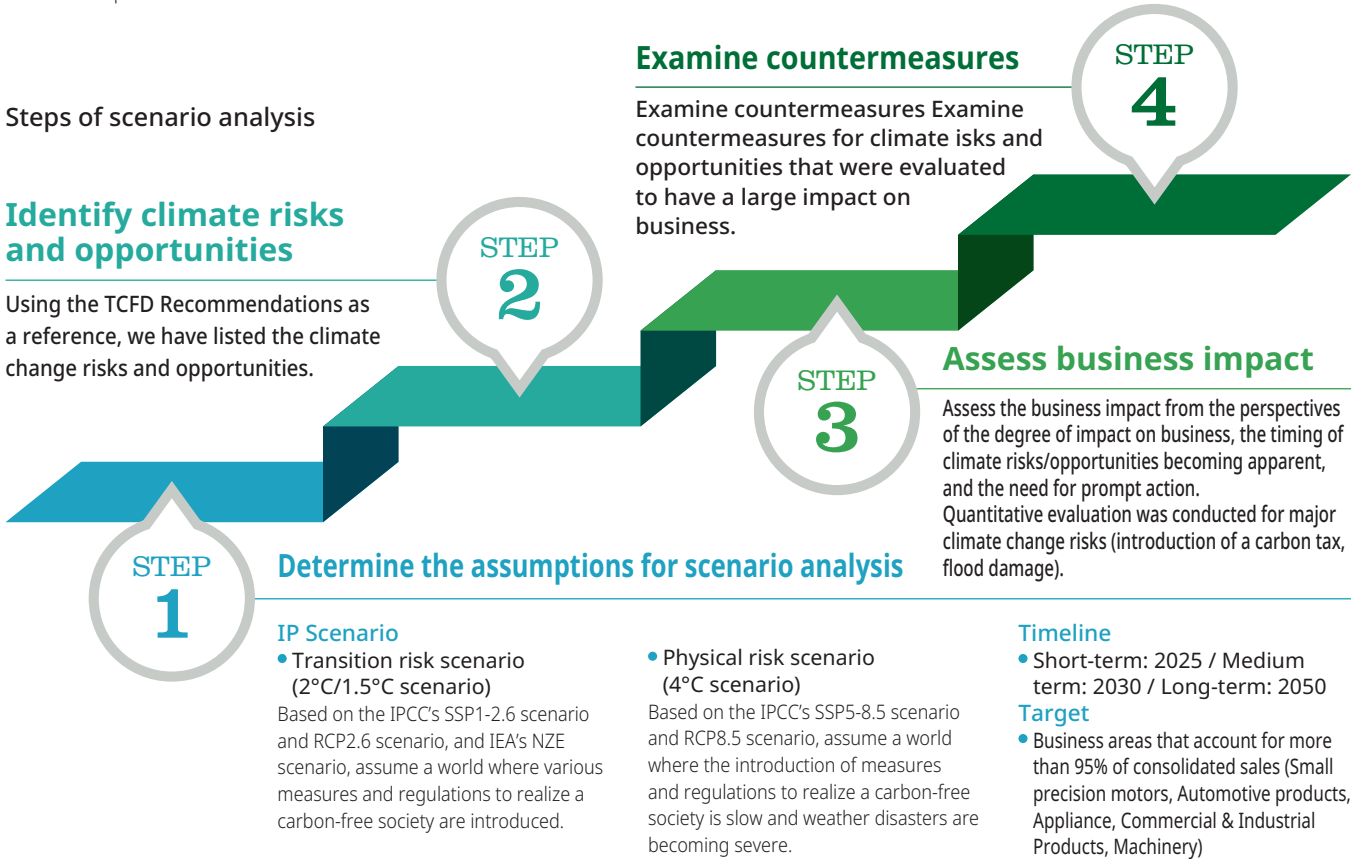 Steps of scenario analysis
STEP
1
Determine the assumptions for scenario analysis
IP Scenario
• Transition risk scenario
(2°C/1.5°C scenario)
Based on the IPCC's SSP1-2.6 scenario
and RCP2.6 scenario, and IEA's NZE
scenario, assume a world where various
measures and regulations to realize a
carbon-free society are introduced.
• Physical risk scenario
(4°C scenario)
Based on the IPCC's SSP5-8.5 scenario
and RCP8.5 scenario, assume a world
where the introduction of measures
and regulations to realize a carbon-free
society is slow and weather disasters are
becoming severe.
Timeline
• Short-term: 2025 / Medium
term: 2030 / Long-term: 2050
Target
• Business areas that account for more
than 95% of consolidated sales (Small
precision motors, Automotive products,
Appliance, Commercial & Industrial
Products, Machinery)
STEP
2
Identify climate risks
and opportunities
Using the TCFD Recommendations as
a reference, we have listed the climate
change risks and opportunities.
STEP
3
Assess business impact
Assess the business impact from the perspectives
of the degree of impact on business, the timing of
climate risks/opportunities becoming apparent,
and the need for prompt action.
Quantitative evaluation was conducted for major
climate change risks (introduction of a carbon tax,
flood damage).
STEP
4
Examine countermeasures
Examine countermeasures Examine
countermeasures for climate isks and
opportunities that were evaluated
to have a large impact on
business.